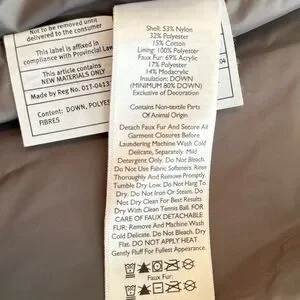 Not to be removed until
delivered to the consumer
This label is affixed in
compliance with Provincial Law
This article contains
NEW MATERIALS ONLY
Made by Reg No. 01T-0413
Content: DOWN, POLYES
FIBRES
Shell: 53% Nylon
32% Polyester
15% Cotton
Lining: 100% Polyester
Faux Fur: 69% Acrylic
17% Polyester
14% Modacrylic
Insulation: DOWN
(MINIMUM 80% DOWN)
Exclusive of Decoration
Contains Non-textile Parts
Of Animal Origin
Detach Faux Fur And Secure All
Garment Closures Before
Laundering Machine Wash Cold
Delicate, Separately. Mild
Detergent Only. Do Not Bleach.
Do Not Use Fabric Softeners. Rinse
Thoroughly And Remove Promptly.
Tumble Dry Low. Do Not Hang To
Dry. Do Not Iron Or Steam. Do
Not Dry Clean For Best Results
Dry With Clean Tennis Ball. FOR
CARE OF FAUX DETACHABLE
FUR: Remove And Machine Wash
Cold Delicate. Do Not Bleach. Dry
Flat. DO NOT APPLY HEAT.
Gently Fluff For Fullest Appearance.
Faux Fur: